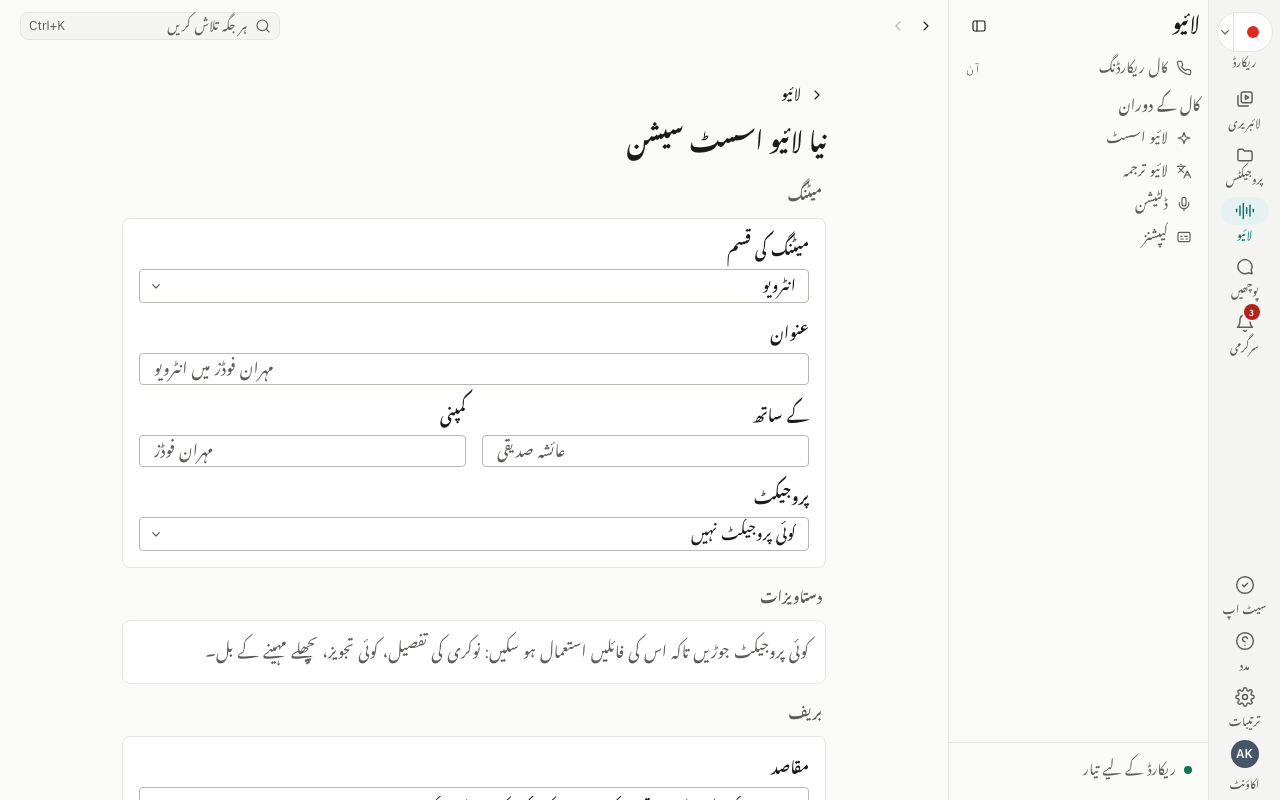 ریکارڈ
لائبریری
پروجیکٹس
لائیو
پوچھیں
3
سرگرمی
سیٹ اپ
مدد
ترتیبات
AK
اکاؤنٹ
لائیو
کال ریکارڈنگ
آن
کال کے دوران
لائیو اسسٹ
لائیو ترجمہ
ڈکٹیشن
کیپشنز
ریکارڈ کے لیے تیار
ہر جگہ تلاش کریں
Ctrl+K
لائیو
نیا لائیو اسسٹ سیشن
میٹنگ
میٹنگ کی قسم
انٹرویو
عنوان
مہران فوڈز میں انٹرویو
کے ساتھ
کمپنی
عائشہ صدیقی
مہران فوڈز
پروجیکٹ
کوئی پروجیکٹ نہیں
دستاویزات
کوئی پروجیکٹ جوڑیں تاکہ اس کی فائلیں استعمال ہو سکیں: نوکری کی تفصیل، کوئی تجویز، پچھلے مہینے کے بل۔
بریف
مقاصد